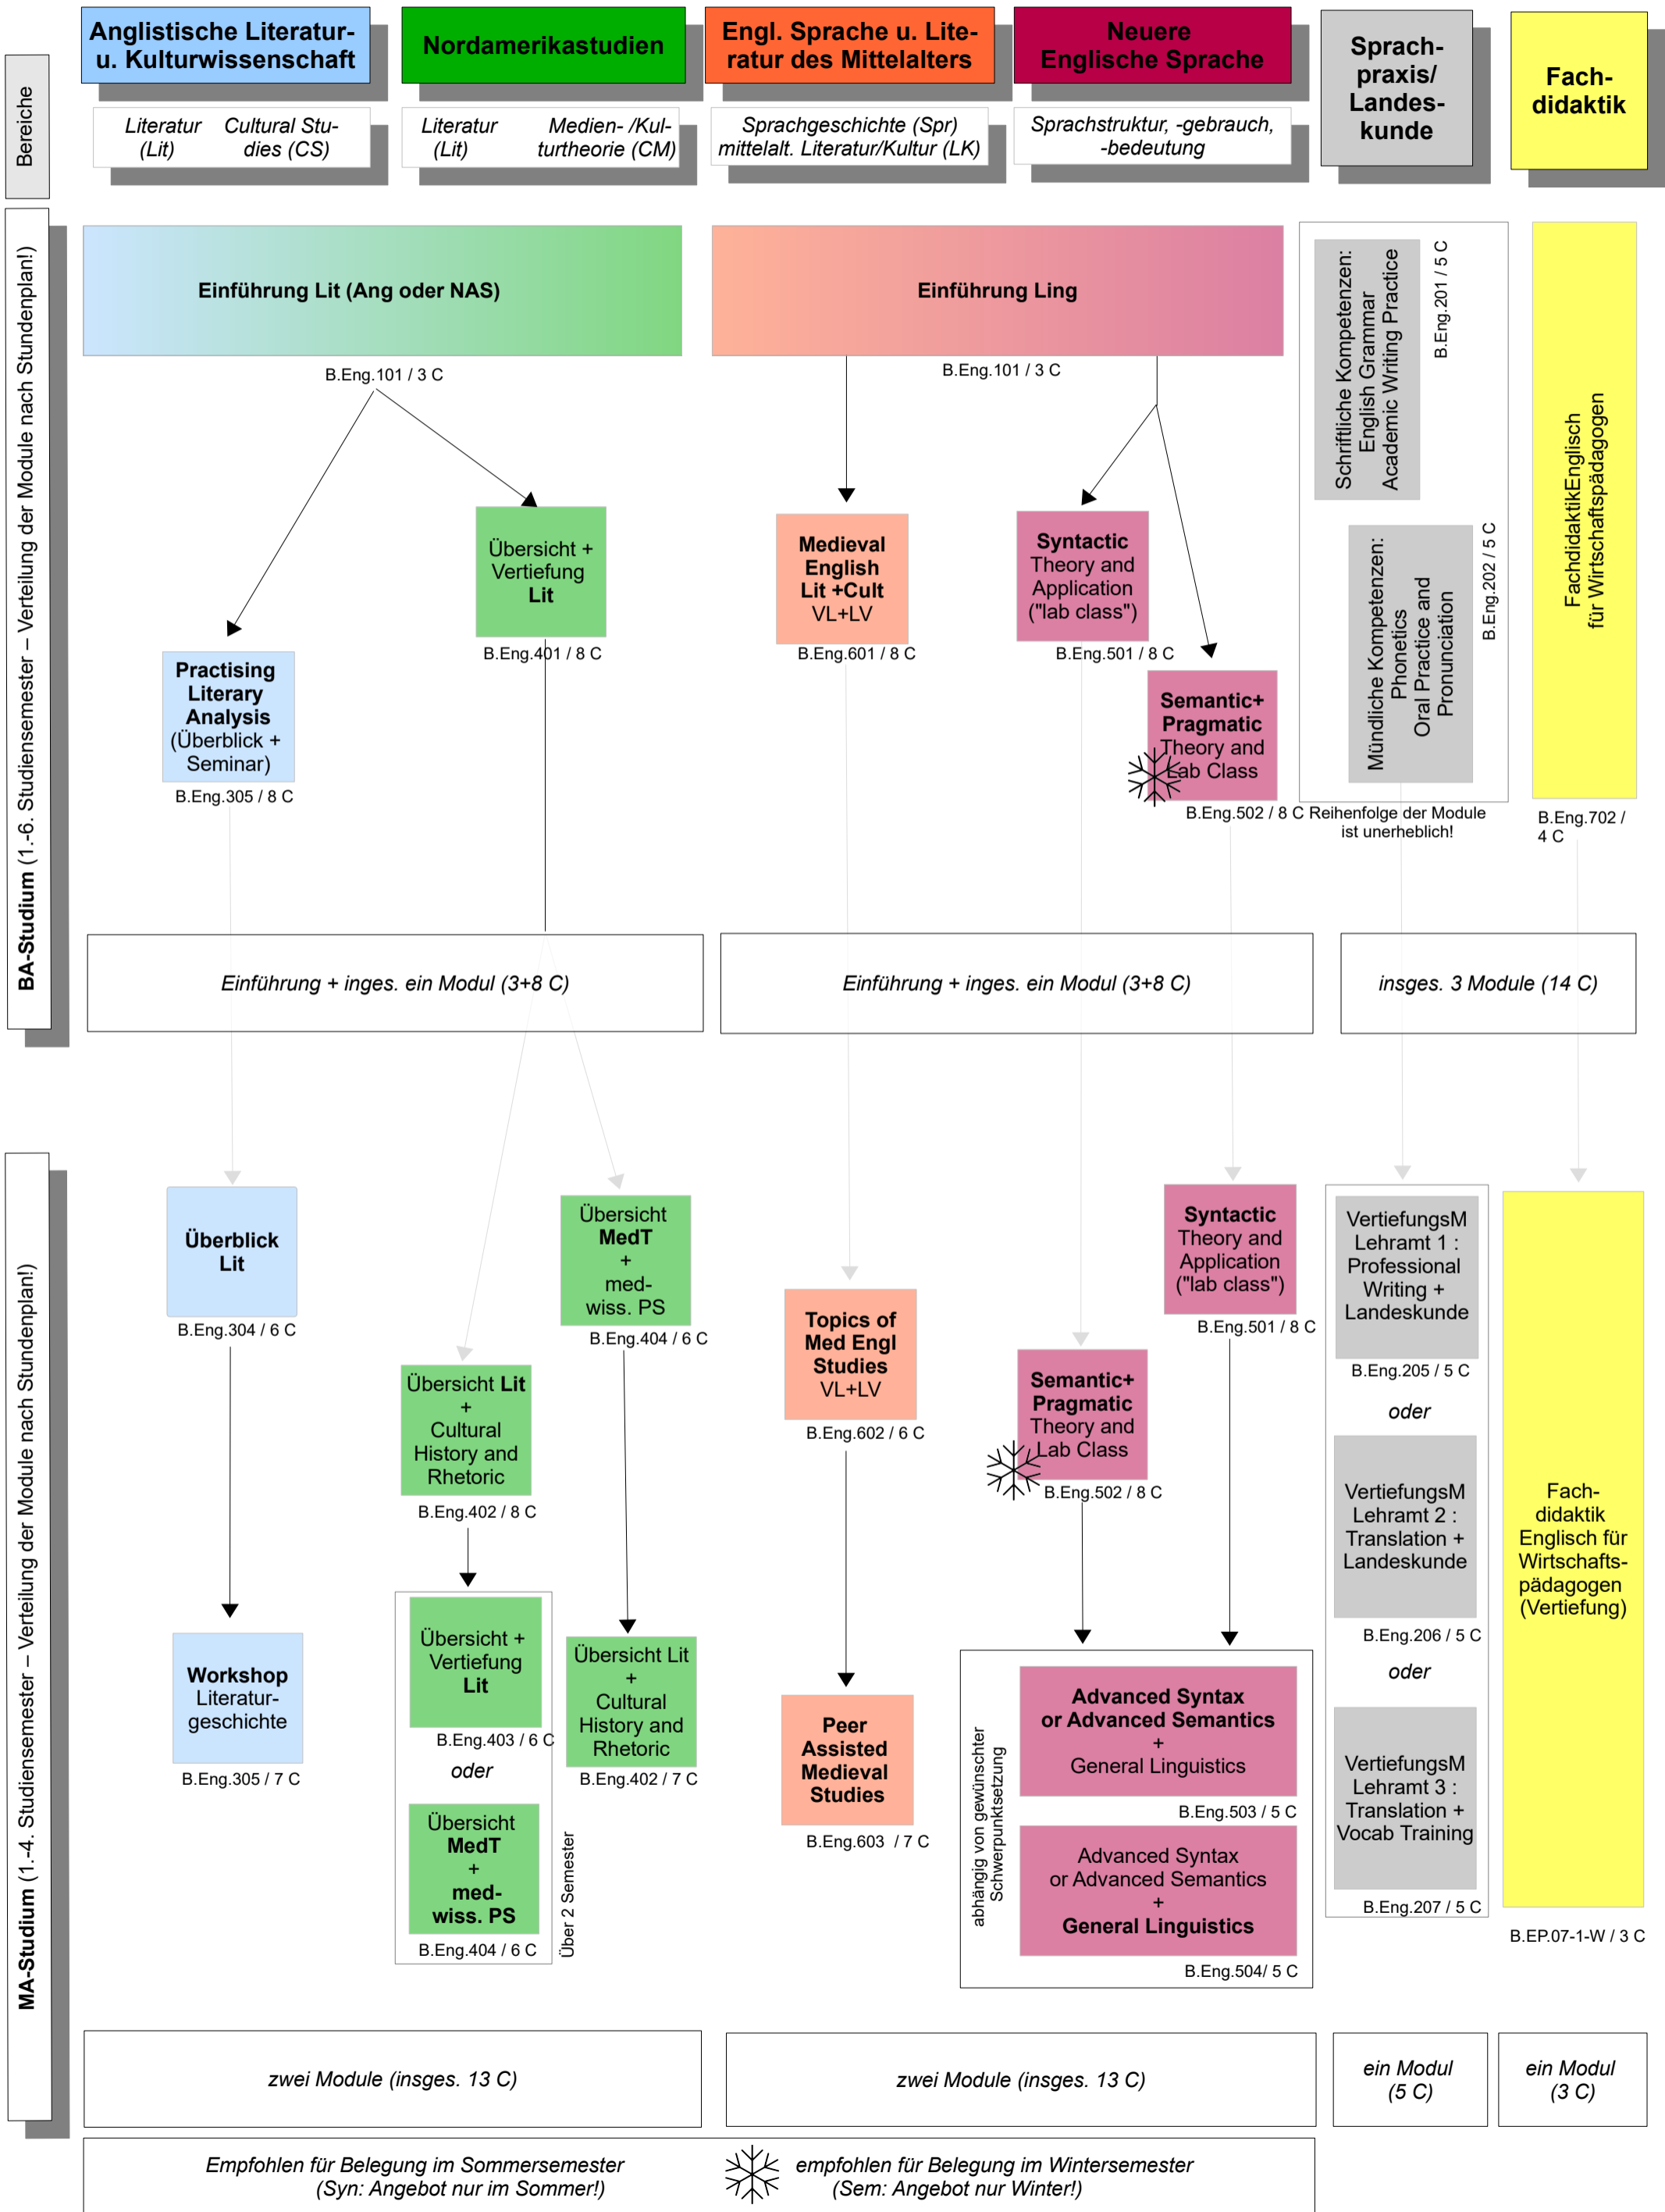 Anglistische Literatur-
u. Kulturwissenschaft
Nordamerikastudien
Engl. Sprache u. Lite-
ratur des Mittelalters
Neuere
Englische Sprache
Sprach-
praxis/
Landes-
kunde
Fach-
didaktik
Bereiche
Literatur
(Lit)
Cultural Stu-
dies (CS)
Literatur
(Lit)
Medien- /Kul-
turtheorie (CM)
Sprachgeschichte (Spr)
mittelalt. Literatur/Kultur (LK)
Sprachstruktur, -gebrauch,
-bedeutung
BA-Studium (1.-6. Studiensemester – Verteilung der Module nach Stundenplan!)
Einführung Lit (Ang oder NAS)
B.Eng.101 / 3 C
Einführung Ling
B.Eng.101 / 3 C
Schriftliche Kompetenzen:
English Grammar
Academic Writing Practice
B.Eng.201 / 5 C
Mündliche Kompetenzen:
Phonetics
Oral Practice and
Pronunciation
B.Eng.202 / 5 C
Reihenfolge der Module
ist unerheblich!
FachdidaktikEnglisch
für Wirtschaftspädagogen
B.Eng.702 /
4 C
Übersicht +
Vertiefung
Lit
B.Eng.401 / 8 C
Practising
Literary
Analysis
(Überblick +
Seminar)
B.Eng.305 / 8 C
Medieval
English
Lit +Cult
VL+LV
B.Eng.601 / 8 C
Syntactic
Theory and
Application
("lab class")
B.Eng.501 / 8 C
Semantic+
Pragmatic
Theory and
Lab Class
B.Eng.502 / 8 C
Einführung + inges. ein Modul (3+8 C)
Einführung + inges. ein Modul (3+8 C)
insges. 3 Module (14 C)
MA-Studium (1.-4. Studiensemester – Verteilung der Module nach Stundenplan!)
Überblick
Lit
B.Eng.304 / 6 C
Workshop
Literatur-
geschichte
B.Eng.305 / 7 C
Übersicht Lit
+
Cultural
History and
Rhetoric
B.Eng.402 / 8 C
Übersicht +
Vertiefung
Lit
B.Eng.403 / 6 C
oder
Übersicht
MedT
+
med-
wiss. PS
B.Eng.404 / 6 C
Über 2 Semester
Übersicht
MedT
+
med-
wiss. PS
B.Eng.404 / 6 C
Übersicht Lit
+
Cultural
History and
Rhetoric
B.Eng.402 / 7 C
Topics of
Med Engl
Studies
VL+LV
B.Eng.602 / 6 C
Peer
Assisted
Medieval
Studies
B.Eng.603 / 7 C
Semantic+
Pragmatic
Theory and
Lab Class
B.Eng.502 / 8 C
Syntactic
Theory and
Application
("lab class")
B.Eng.501 / 8 C
abhängig von gewünschter
Schwerpunktsetzung
Advanced Syntax
or Advanced Semantics
+
General Linguistics
B.Eng.503 / 5 C
Advanced Syntax
or Advanced Semantics
+
General Linguistics
B.Eng.504/ 5 C
VertiefungsM
Lehramt 1 :
Professional
Writing +
Landeskunde
B.Eng.205 / 5 C
oder
VertiefungsM
Lehramt 2 :
Translation +
Landeskunde
B.Eng.206 / 5 C
oder
VertiefungsM
Lehramt 3 :
Translation +
Vocab Training
B.Eng.207 / 5 C
Fach-
didaktik
Englisch für
Wirtschafts-
pädagogen
(Vertiefung)
B.EP.07-1-W / 3 C
zwei Module (insges. 13 C)
zwei Module (insges. 13 C)
ein Modul
(5 C)
ein Modul
(3 C)
Empfohlen für Belegung im Sommersemester
(Syn: Angebot nur im Sommer!)
empfohlen für Belegung im Wintersemester
(Sem: Angebot nur Winter!)